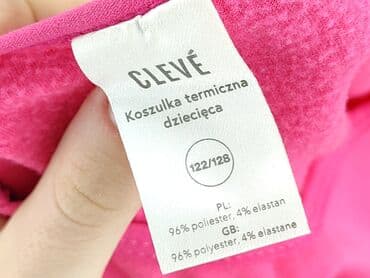 CLEVÉ
Koszulka termiczna
dziecięca
122/128
PL:
96% poliester, 4% elastan
GB:
96% polyester, 4% elastane